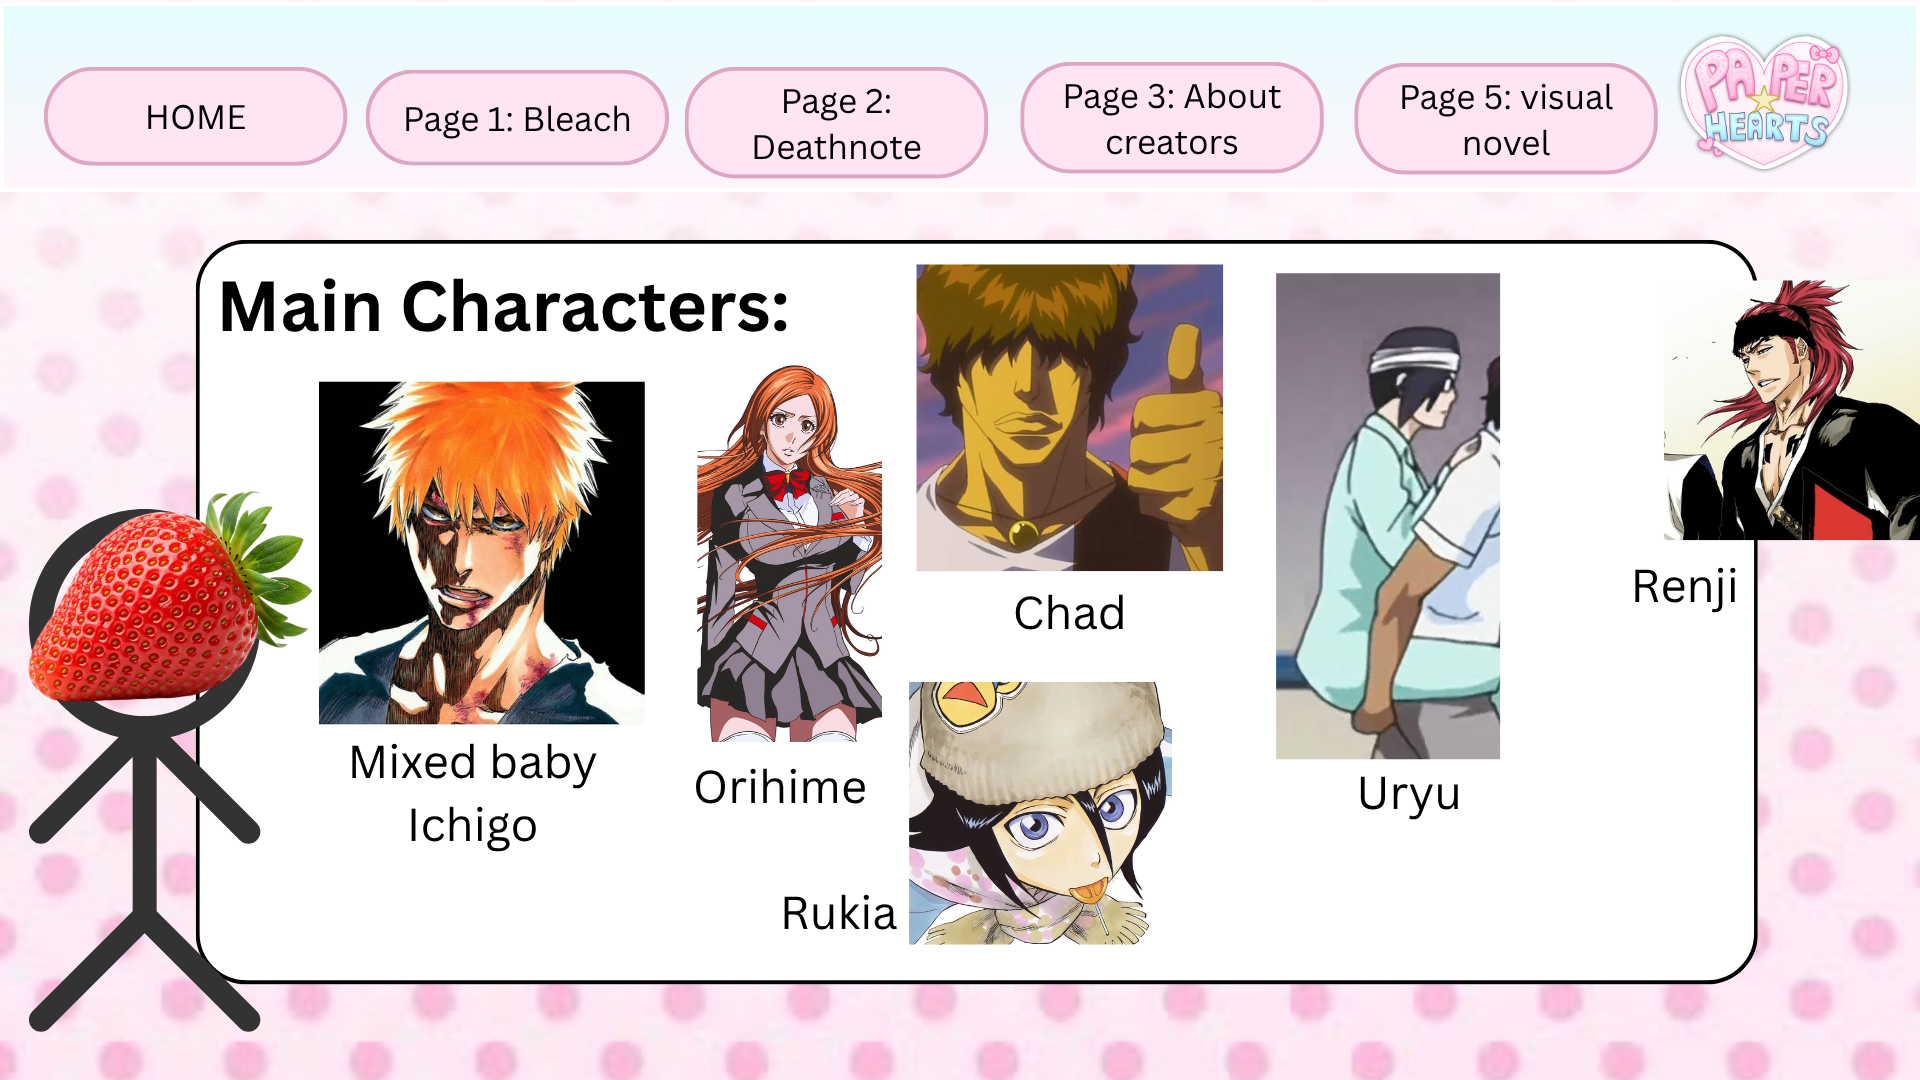 HOME
Page 1: Bleach
Page 2:
Deathnote
Page 3: About
creators
Page 5: visual
novel
PAPER
HEARTS
Main Characters:
Mixed baby
Ichigo
Orihime
Chad
Rukia
Uryu
Renji